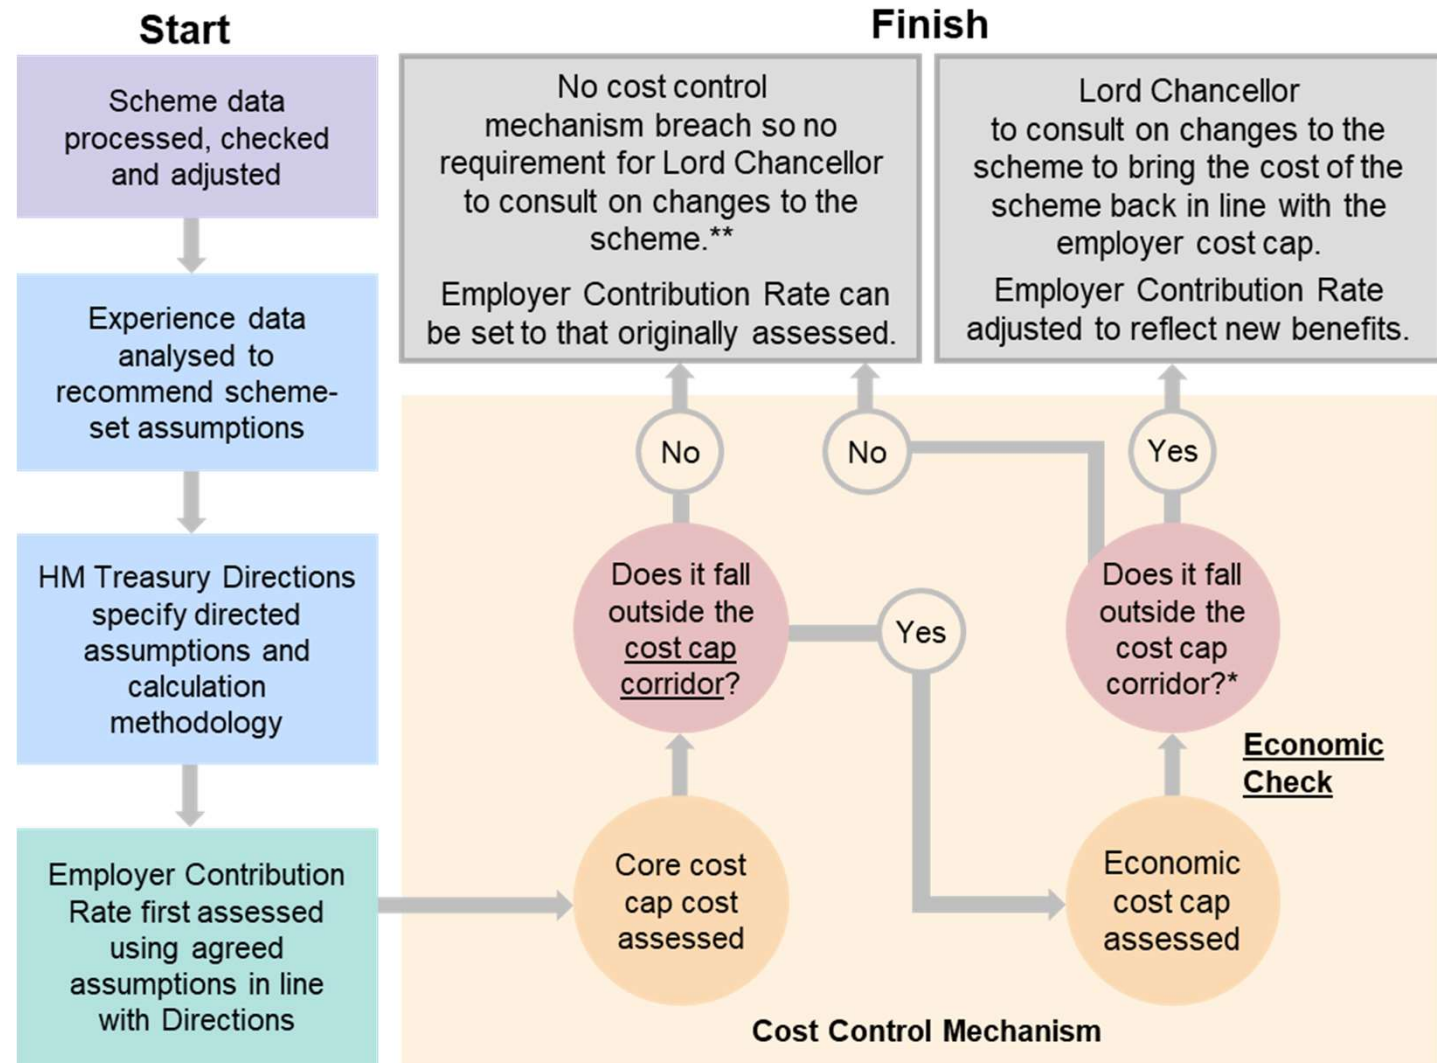 Start
Scheme data
processed, checked
and adjusted
Experience data
analysed to
recommend scheme-
set assumptions
HM Treasury Directions
specify directed
assumptions and
calculation
methodology
Employer Contribution
Rate first assessed
using agreed
assumptions in line
with Directions
Finish
No cost control
mechanism breach so no
requirement for Lord Chancellor
to consult on changes to the
scheme.**
Employer Contribution Rate can
be set to that originally assessed.
Lord Chancellor
to consult on changes to the
scheme to bring the cost of the
scheme back in line with the
employer cost cap.
Employer Contribution Rate
adjusted to reflect new benefits.
No
No
Yes
Does it fall
outside the
cost cap
corridor?
Yes
Does it fall
outside the
cost cap
corridor?*
Economic
Check
Core cost
cap cost
assessed
Economic
cost cap
assessed
Cost Control Mechanism